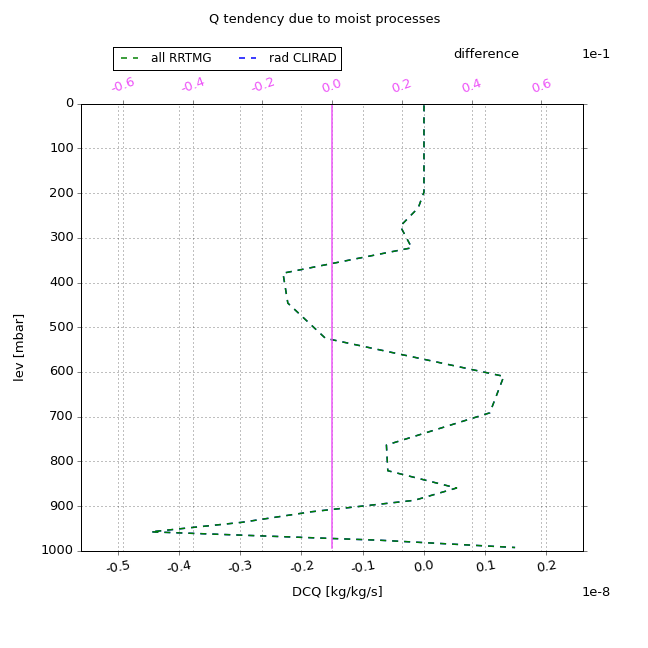 Q tendency due to moist processes
all RRTMG rad CLIRAD difference 1e-1
-0.6 -0.4 -0.2 0.0 0.2 0.4 0.6
0
100
200
300
400
500
600
700
800
900
1000
lev [mbar]
-0.5 -0.4 -0.3 -0.2 -0.1 0.0 0.1 0.2
DCQ [kg/kg/s] 1e-8